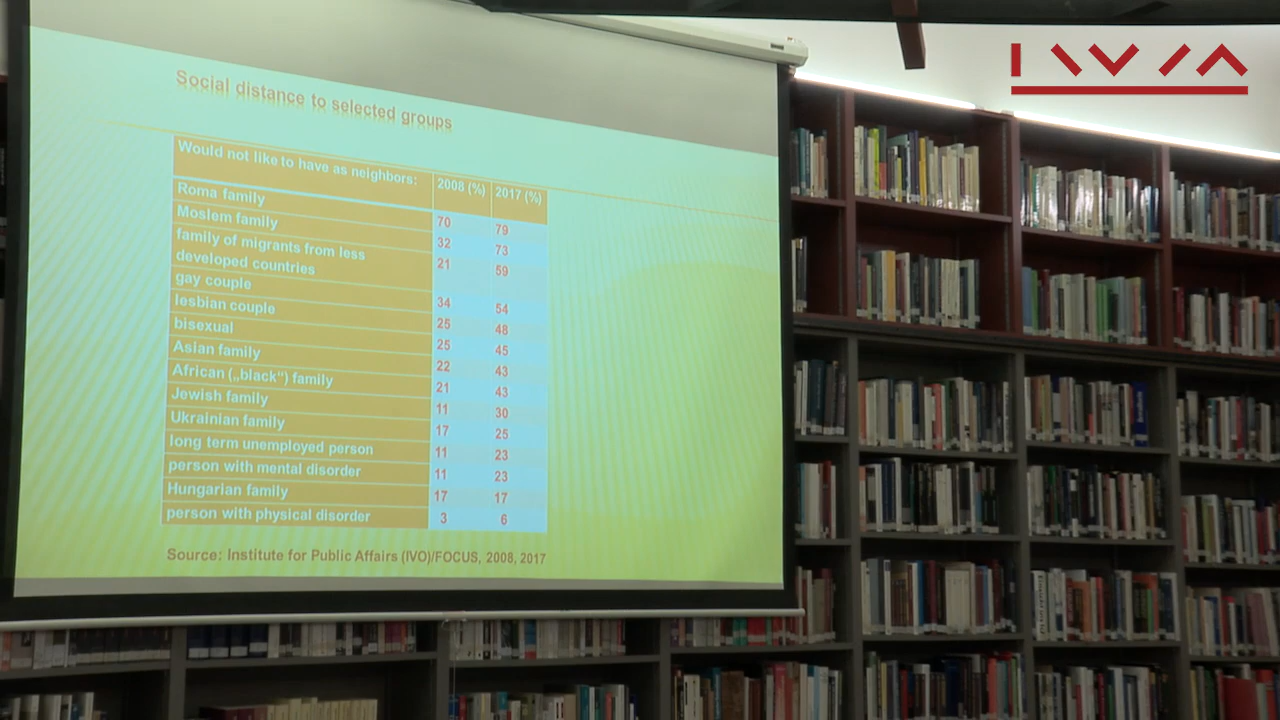 Social distance to selected groups
Would not like to have as neighbors: 2008 (%) 2017 (%)
Roma family 70 79
Moslem family 32 73
family of migrants from less 21 59
developed countries
gay couple 34 54
lesbian couple 25 48
bisexual 25 45
Asian family 22 43
African („black”) family 21 43
Jewish family 11 30
Ukrainian family 17 25
long term unemployed person 11 23
person with mental disorder 11 23
Hungarian family 17 17
person with physical disorder 3 6
Source: Institute for Public Affairs (IVO)/FOCUS, 2008, 2017